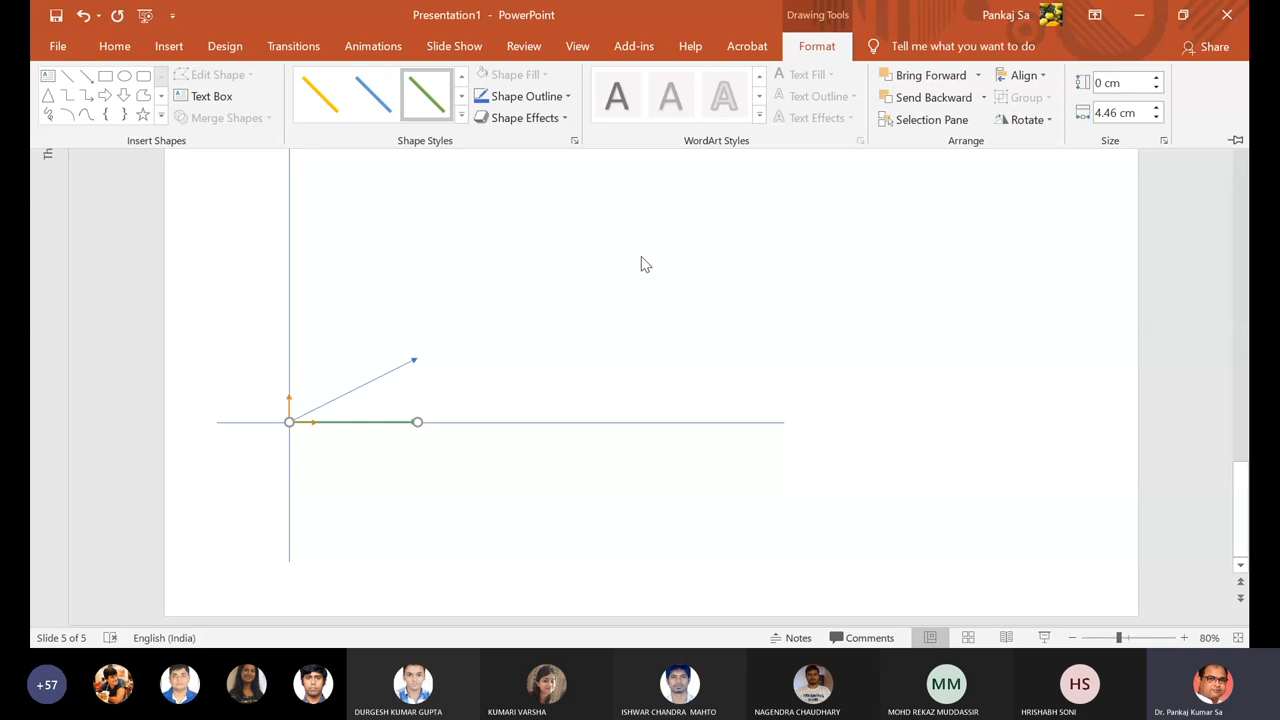 Presentation1 - PowerPoint
Drawing Tools
Pankaj Sa
File Home Insert Design Transitions Animations Slide Show Review View Add-ins Help Acrobat Format Tell me what you want to do Share
Edit Shape
Text Box
Merge Shapes
Insert Shapes
Shape Fill
Shape Outline
Shape Effects
Shape Styles
A A A
Text Fill
Text Outline
Text Effects
WordArt Styles
Bring Forward
Send Backward
Selection Pane
Align
Group
Rotate
Arrange
0 cm
4.46 cm
Size
Th
Slide 5 of 5 English (India) Notes Comments 80%
+57
DURGESH KUMAR GUPTA
KUMARI VARSHA
ISHWAR CHANDRA MAHTO
NAGENDRA CHAUDHARY
MM
MOHD REKAZ MUDDASSIR
HS
HRISHABH SONI
Dr. Pankaj Kumar Sa